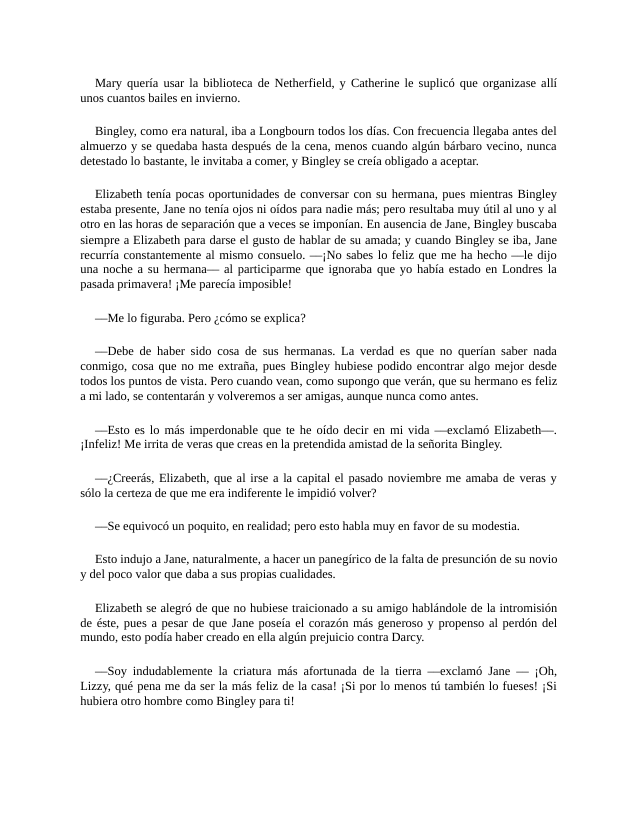 Mary quería usar la biblioteca de Netherfield, y Catherine le suplicó que organizase allí
unos cuantos bailes en invierno.
Bingley, como era natural, iba a Longbourn todos los días. Con frecuencia llegaba antes del
almuerzo y se quedaba hasta después de la cena, menos cuando algún bárbaro vecino, nunca
detestado lo bastante, le invitaba a comer, y Bingley se creía obligado a aceptar.
Elizabeth tenía pocas oportunidades de conversar con su hermana, pues mientras Bingley
estaba presente, Jane no tenía ojos ni oídos para nadie más; pero resultaba muy útil al uno y al
otro en las horas de separación que a veces se imponían. En ausencia de Jane, Bingley buscaba
siempre a Elizabeth para darse el gusto de hablar de su amada; y cuando Bingley se iba, Jane
recurría constantemente al mismo consuelo. —¡No sabes lo feliz que me ha hecho —le dijo
una noche a su hermana— al participarme que ignoraba que yo había estado en Londres la
pasada primavera! ¡Me parecía imposible!
—Me lo figuraba. Pero ¿cómo se explica?
—Debe de haber sido cosa de sus hermanas. La verdad es que no querían saber nada
conmigo, cosa que no me extraña, pues Bingley hubiese podido encontrar algo mejor desde
todos los puntos de vista. Pero cuando vean, como supongo que verán, que su hermano es feliz
a mi lado, se contentarán y volveremos a ser amigas, aunque nunca como antes.
—Esto es lo más imperdonable que te he oído decir en mi vida —exclamó Elizabeth—.
¡Infeliz! Me irrita de veras que creas en la pretendida amistad de la señorita Bingley.
—¿Creerás, Elizabeth, que al irse a la capital el pasado noviembre me amaba de veras y
sólo la certeza de que me era indiferente le impidió volver?
—Se equivocó un poquito, en realidad; pero esto habla muy en favor de su modestia.
Esto indujo a Jane, naturalmente, a hacer un panegírico de la falta de presunción de su novio
y del poco valor que daba a sus propias cualidades.
Elizabeth se alegró de que no hubiese traicionado a su amigo hablándole de la intromisión
de éste, pues a pesar de que Jane poseía el corazón más generoso y propenso al perdón del
mundo, esto podía haber creado en ella algún prejuicio contra Darcy.
—Soy indudablemente la criatura más afortunada de la tierra —exclamó Jane — ¡Oh,
Lizzy, qué pena me da ser la más feliz de la casa! ¡Si por lo menos tú también lo fueses! ¡Si
hubiera otro hombre como Bingley para ti!